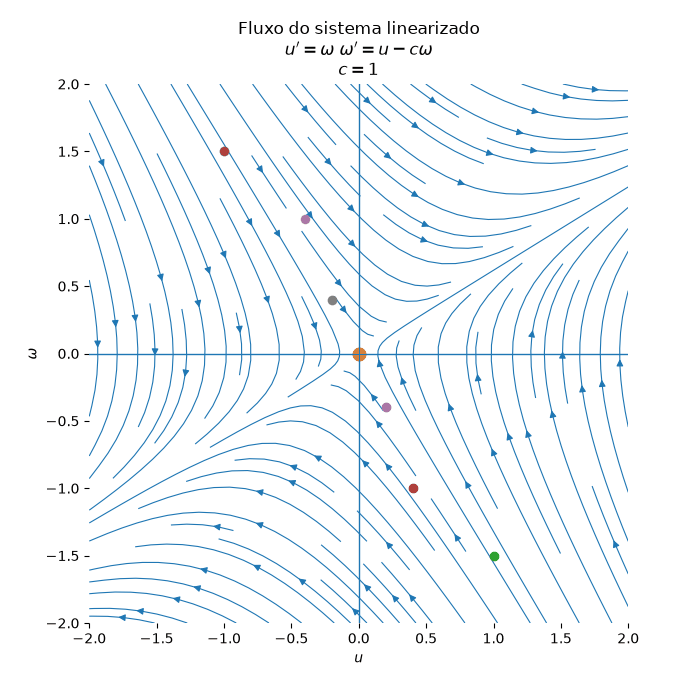 Fluxo do sistema linearizado
u′ = ω ω′ = u − cω
c = 1
2.0
1.5
1.0
0.5
0.0
−0.5
−1.0
−1.5
−2.0
ω
−2.0 −1.5 −1.0 −0.5 0.0 0.5 1.0 1.5 2.0
u